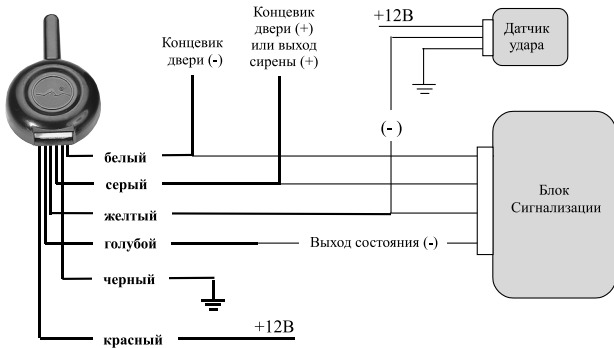 Концевик
двери (-)
Концевик
двери (+)
или выход
сирены (+)
+12В
Датчик
удара
(-)
белый
серый
желтый
голубой
черный
красный
Выход состояния (-)
+12В
Блок
Сигнализации